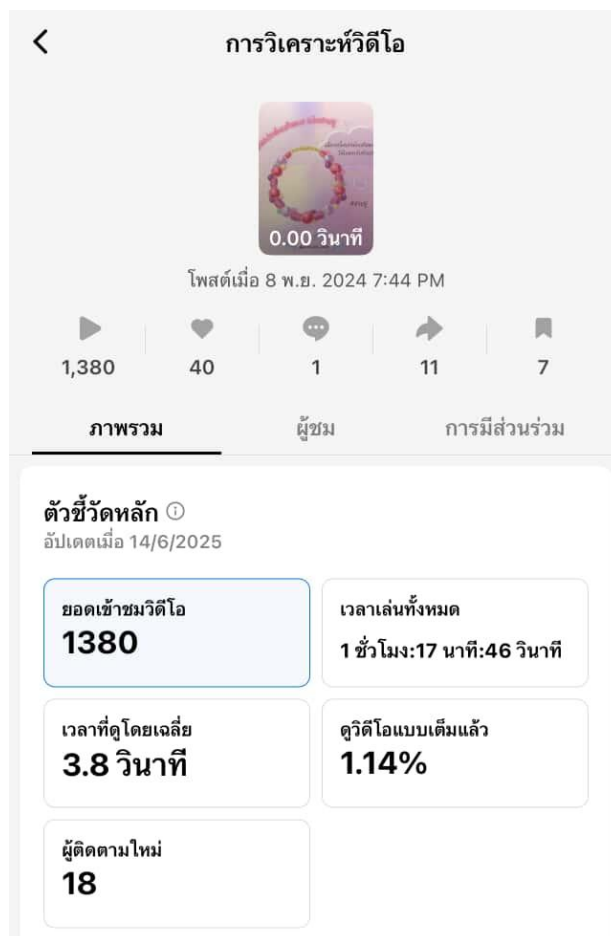 การวิเคราะห์วิดีโอ
0.00 วินาที
โพสต์เมื่อ 8 พ.ย. 2024 7:44 PM
1,380 40 1 11 7
ภาพรวม ผู้ชม การมีส่วนร่วม
ตัวชี้วัดหลัก
อัปเดตเมื่อ 14/6/2025
ยอดเข้าชมวิดีโอ
1380
เวลาเล่นทั้งหมด
1 ชั่วโมง:17 นาที:46 วินาที
เวลาที่ดูโดยเฉลี่ย
3.8 วินาที
ดูวิดีโอแบบเต็มแล้ว
1.14%
ผู้ติดตามใหม่
18